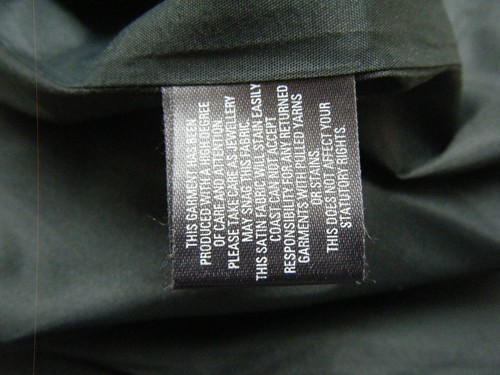 THIS GARMENT HAS BEEN
PRODUCED WITH A HIGH DEGREE
OF CARE AND ATTENTION.
PLEASE TAKE CARE AS JEWELLERY
MAY SNAG THIS FABRIC.
THIS SATIN FABRIC WILL STAIN EASILY
COAST CAN NOT ACCEPT
RESPONSIBILITY FOR ANY RETURNED
GARMENTS WITH PULLED YARNS
OR STAINS.
THIS DOES NOT AFFECT YOUR
STATUTORY RIGHTS.